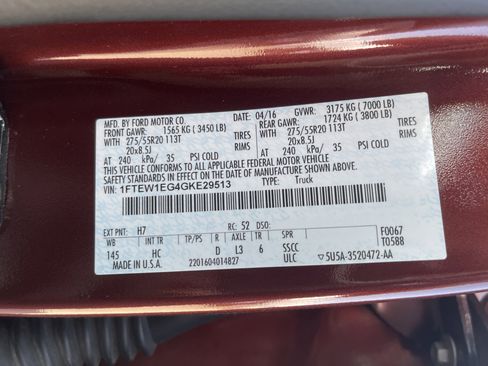 MFD. BY FORD MOTOR CO.
DATE: 04/16 GVWR: 3175 KG ( 7000 LB)
FRONT GAWR: 1565 KG ( 3450 LB) REAR GAWR: 1724 KG ( 3800 LB)
WITH 275/55R20 113T TIRES WITH 275/55R20 113T TIRES
20x8.5J 20x8.5J
AT 240 kPa/ 35 PSI COLD AT 240 kPa/ 35 PSI COLD
THIS VEHICLE CONFORMS TO ALL APPLICABLE FEDERAL MOTOR VEHICLE
SAFETY STANDARDS IN EFFECT ON THE DATE OF MANUFACTURE SHOWN ABOVE.
VIN: 1FTEW1EG4GKE29513 TYPE: Truck
F0067
T0588
EXT PNT: H7 RC: 52 DSO:
WB INT TR TP/PS R AXLE TR SPR
145 HC D L3 6 SSCC
MADE IN U.S.A. 2201604014827 ULC ▽5U5A-3520472-AA